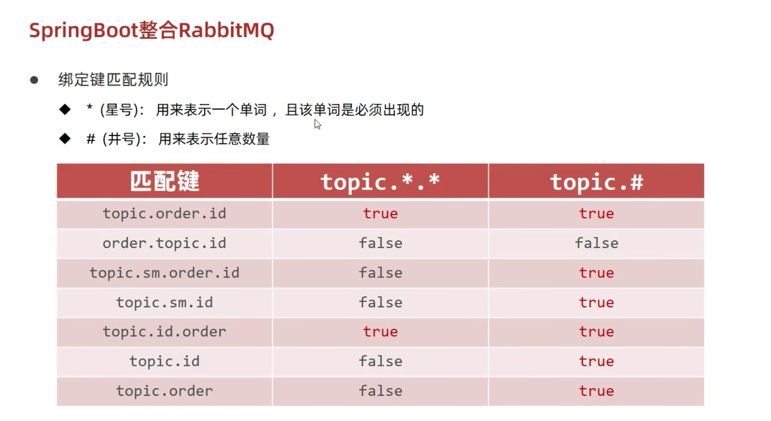 SpringBoot整合RabbitMQ
● 绑定键匹配规则
◆ * (星号)： 用来表示一个单词 ，且该单词是必须出现的
◆ # (井号)： 用来表示任意数量
匹配键 topic.*.* topic.#
topic.order.id true true
order.topic.id false false
topic.sm.order.id false true
topic.sm.id false true
topic.id.order true true
topic.id false true
topic.order false true